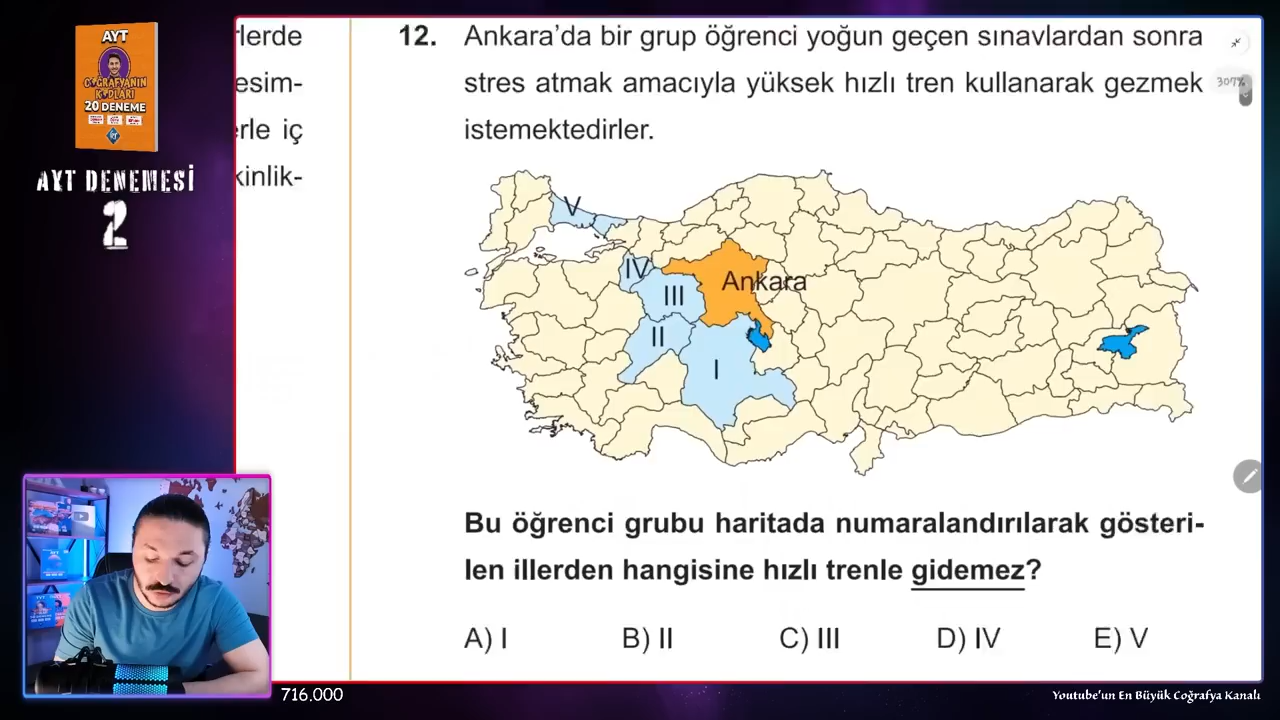 AYT
COĞRAFYANIN
KODLARI
20 DENEME
AYT DENEMESİ
2
rlerde
esim-
erle iç
kinlik-
12. Ankara’da bir grup öğrenci yoğun geçen sınavlardan sonra
stres atmak amacıyla yüksek hızlı tren kullanarak gezmek
istemektedirler.
V
IV
Ankara
III
II
I
Bu öğrenci grubu haritada numaralandırılarak gösteri-
len illerden hangisine hızlı trenle gidemez?
A) I B) II C) III D) IV E) V
307%
716.000
Youtube'un En Büyük Coğrafya Kanalı